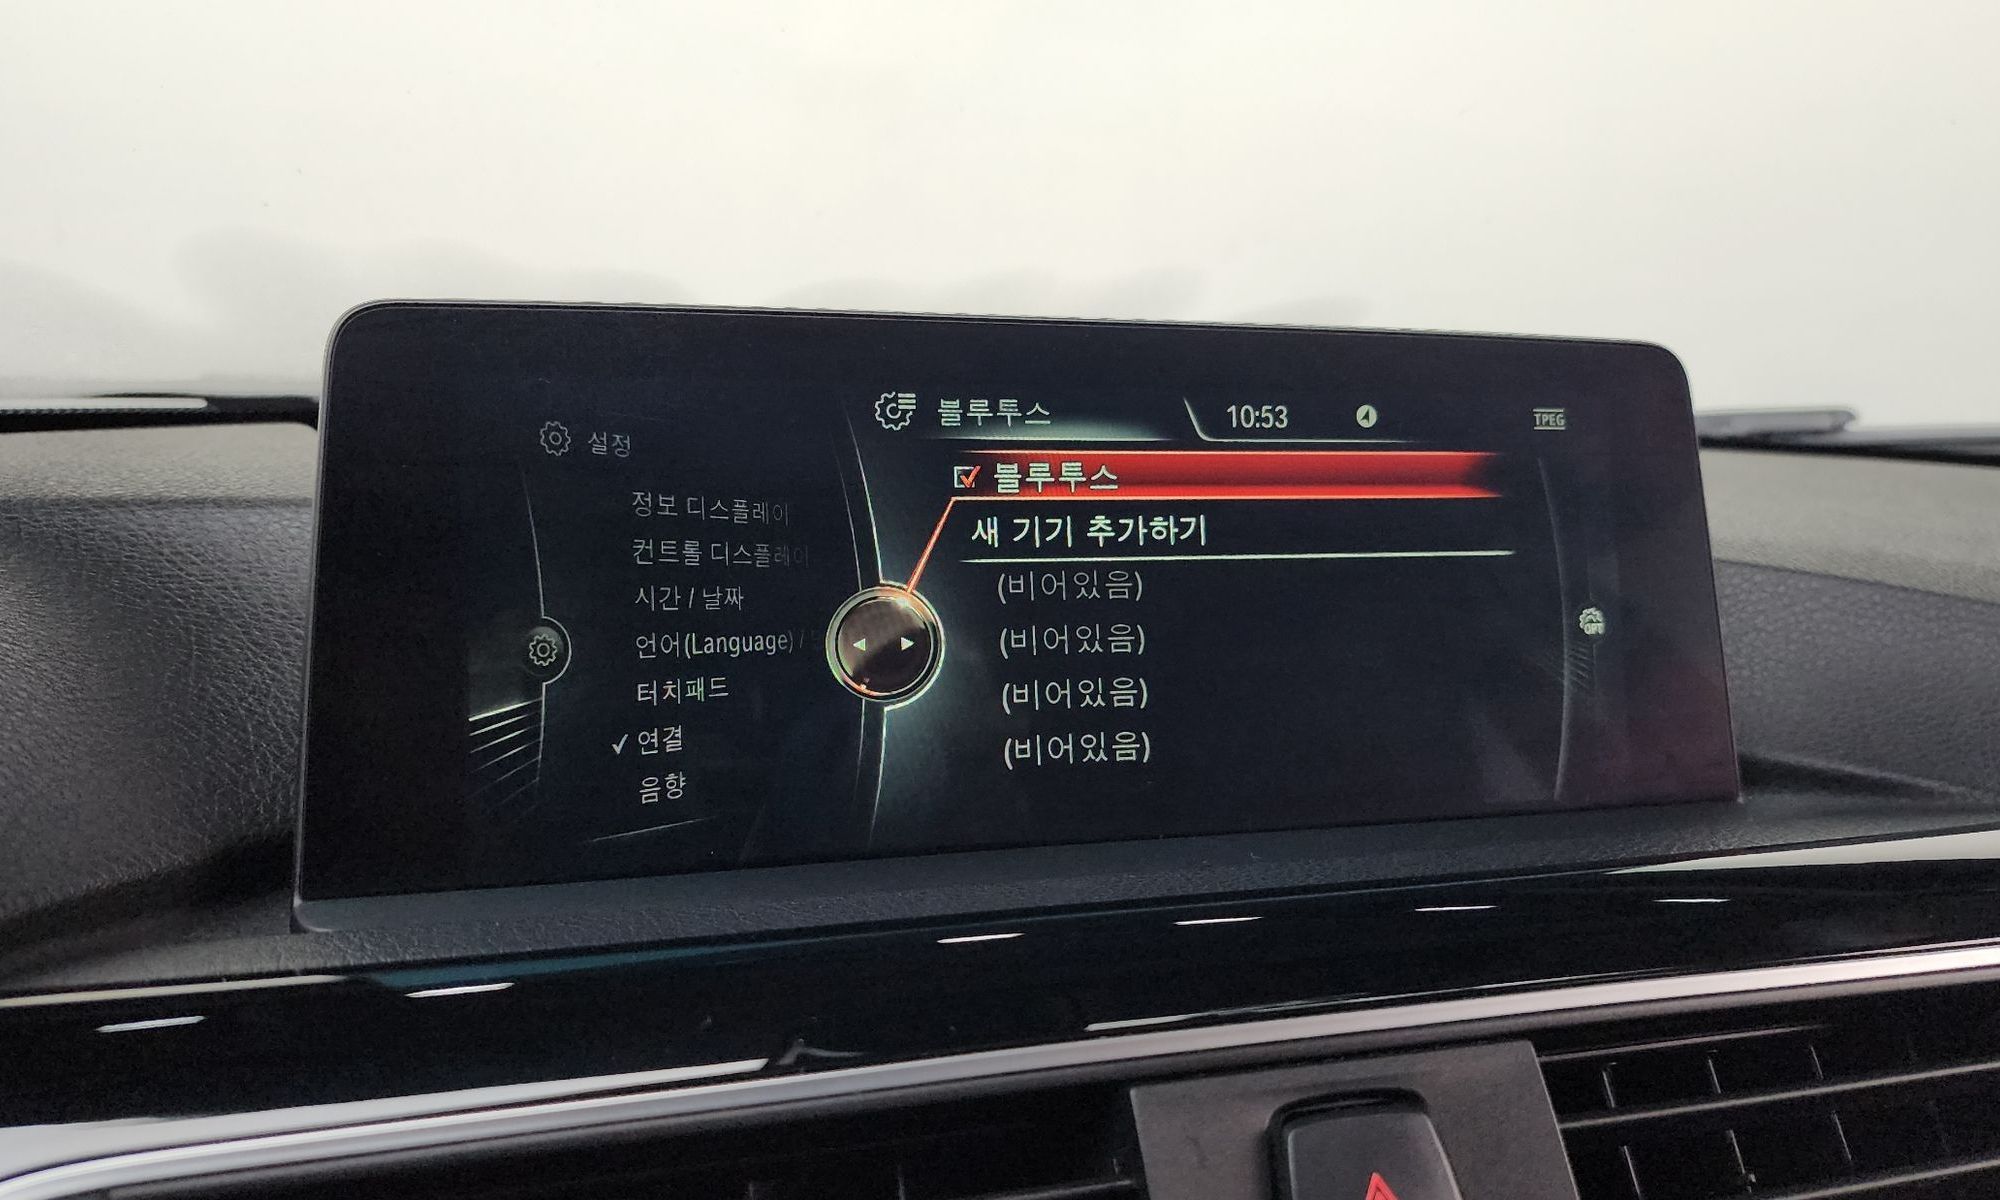 설정
정보 디스플레이
컨트롤 디스플레이
시간 / 날짜
언어(Language) /
터치패드
✓ 연결
음향
블루투스
10:53
TPEG
블루투스
새 기기 추가하기
(비어있음)
(비어있음)
(비어있음)
(비어있음)
OPT